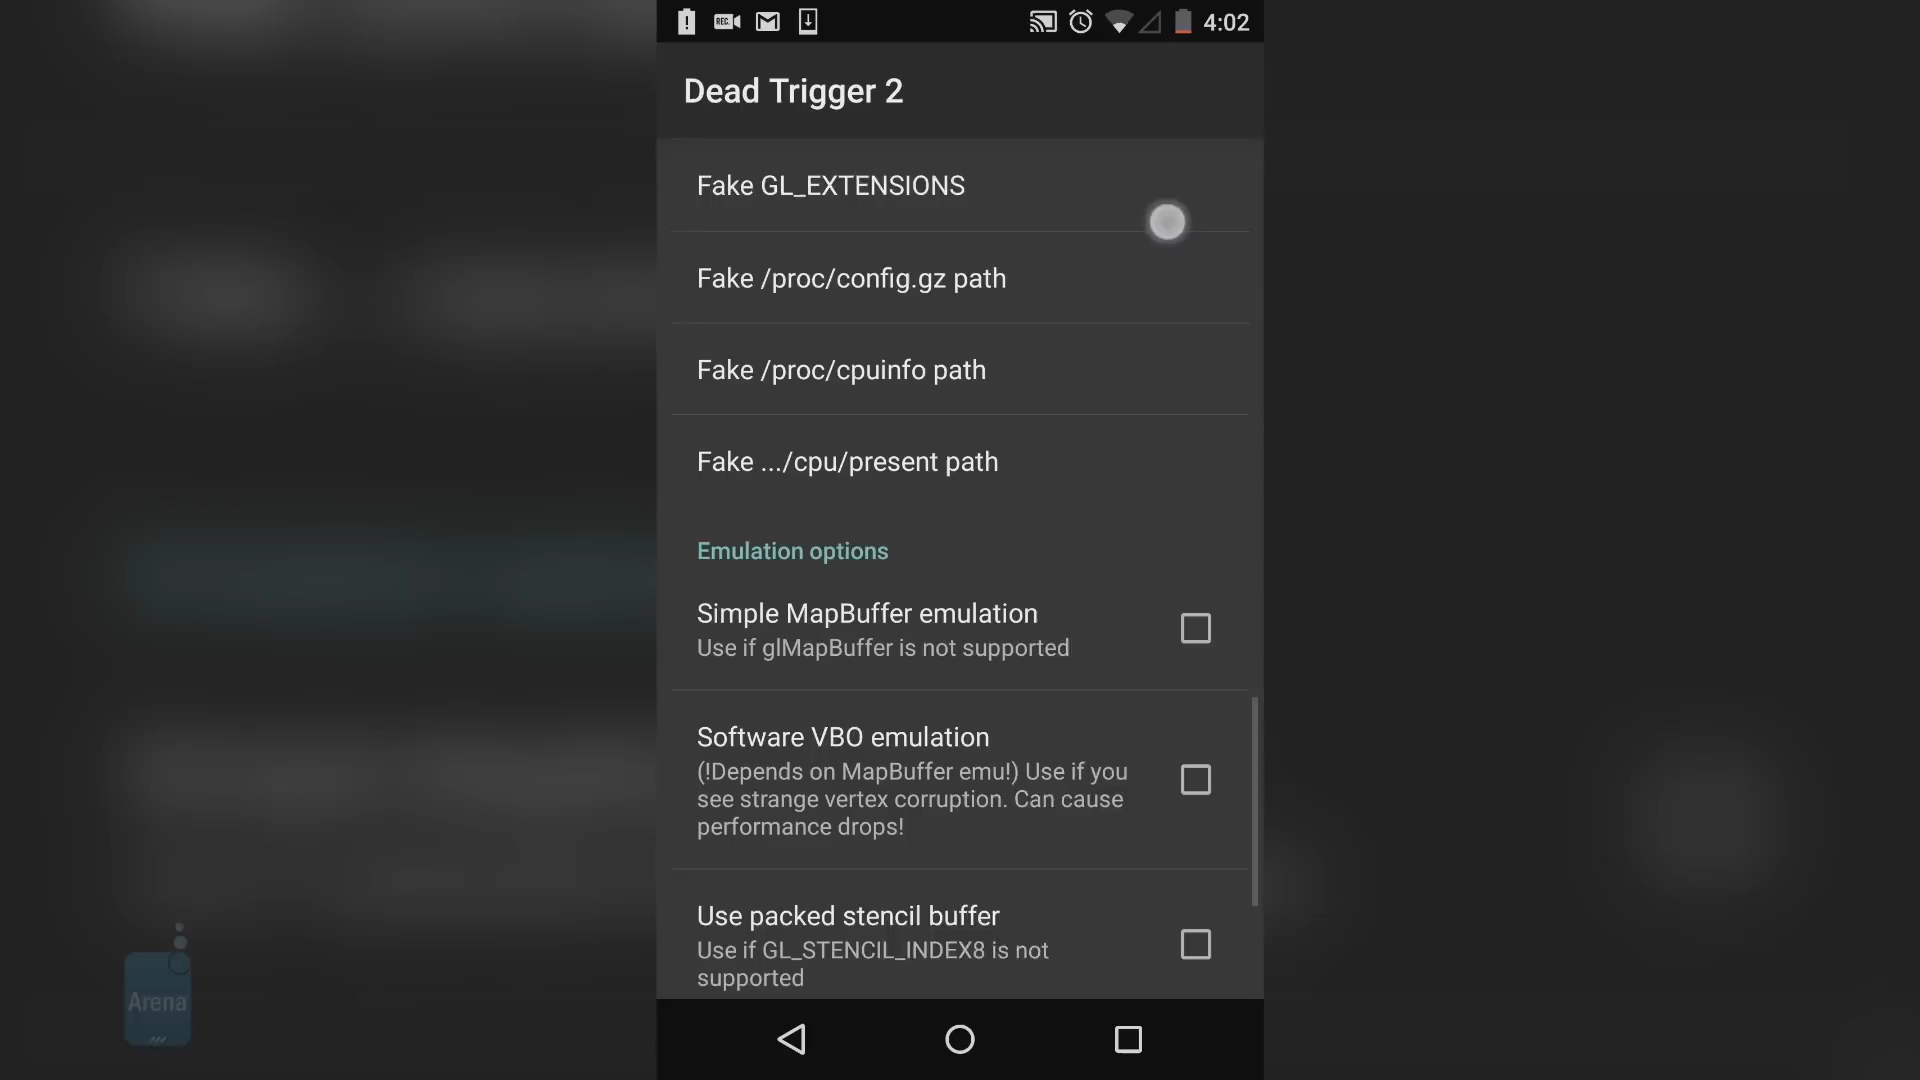 REC
4:02
Dead Trigger 2
Fake GL_EXTENSIONS
Fake /proc/config.gz path
Fake /proc/cpuinfo path
Fake .../cpu/present path
Emulation options
Simple MapBuffer emulation
Use if glMapBuffer is not supported
Software VBO emulation
(!Depends on MapBuffer emu!) Use if you
see strange vertex corruption. Can cause
performance drops!
Use packed stencil buffer
Use if GL_STENCIL_INDEX8 is not
supported
Arena